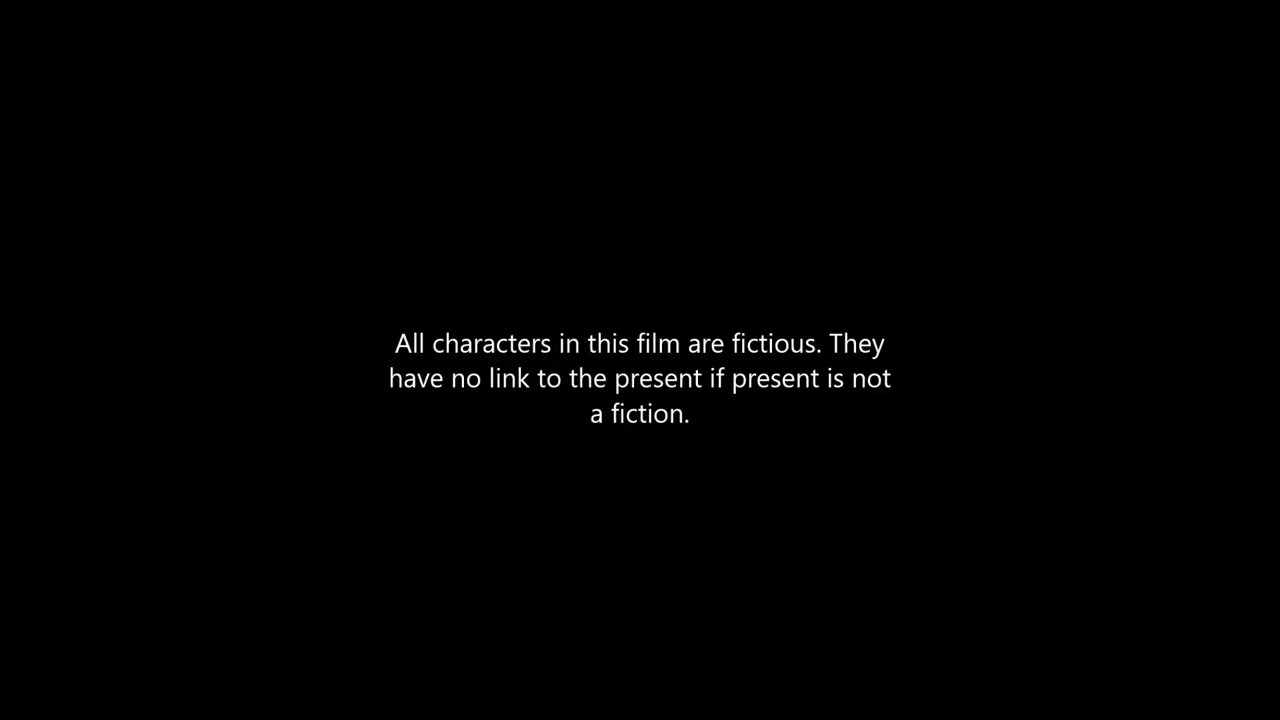 All characters in this film are fictious. They
have no link to the present if present is not
a fiction.